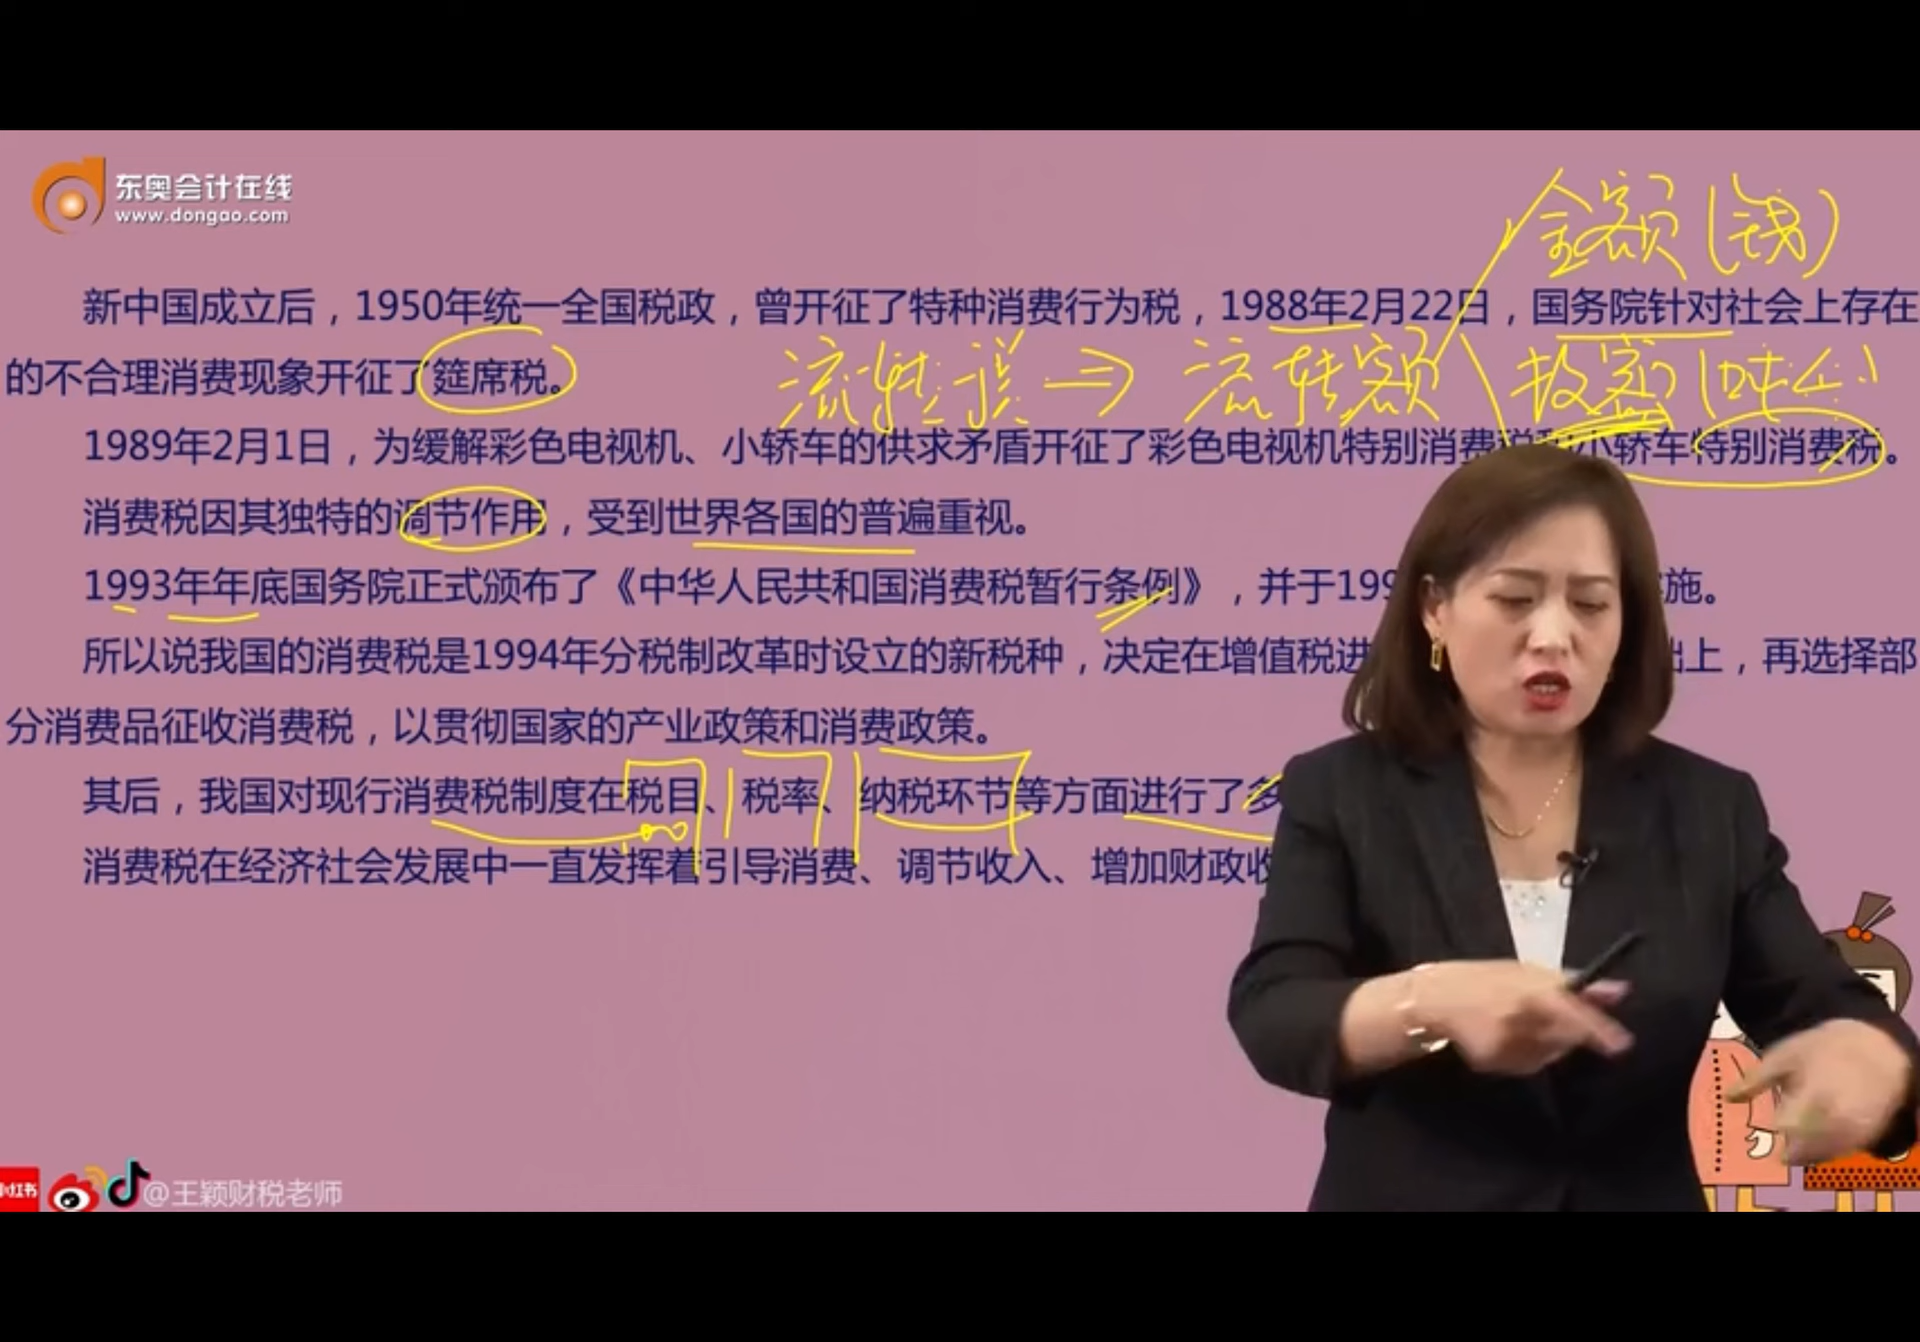 东奥会计在线
www.dongao.com
金额(钱)
新中国成立后，1950年统一全国税政，曾开征了特种消费行为税，1988年2月22日，国务院针对社会上存在
的不合理消费现象开征了筵席税。
流转 ⇒ 流转额
1989年2月1日，为缓解彩色电视机、小轿车的供求矛盾开征了彩色电视机特别消费税和小轿车特别消费税。
消费税因其独特的调节作用，受到世界各国的普遍重视。
1993年年底国务院正式颁布了《中华人民共和国消费税暂行条例》，并于199 施。
所以说我国的消费税是1994年分税制改革时设立的新税种，决定在增值税进 上，再选择部
分消费品征收消费税，以贯彻国家的产业政策和消费政策。
其后，我国对现行消费税制度在税目、税率、纳税环节等方面进行了多
消费税在经济社会发展中一直发挥着引导消费、调节收入、增加财政收
小红书 @王颖财税老师